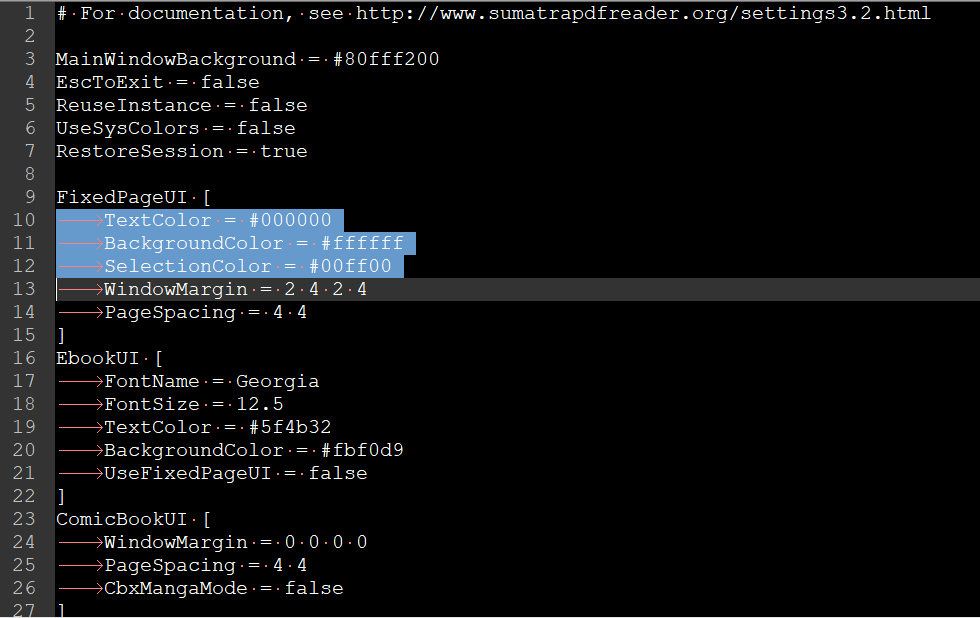 1 # For documentation, see http://www.sumatrapdfreader.org/settings3.2.html
2
3 MainWindowBackground = #80fff200
4 EscToExit = false
5 ReuseInstance = false
6 UseSysColors = false
7 RestoreSession = true
8
9 FixedPageUI [
10 TextColor = #000000
11 BackgroundColor = #ffffff
12 SelectionColor = #00ff00
13 WindowMargin = 2 4 2 4
14 PageSpacing = 4 4
15 ]
16 EbookUI [
17 FontName = Georgia
18 FontSize = 12.5
19 TextColor = #5f4b32
20 BackgroundColor = #fbf0d9
21 UseFixedPageUI = false
22 ]
23 ComicBookUI [
24 WindowMargin = 0 0 0 0
25 PageSpacing = 4 4
26 CbxMangaMode = false
27 ]